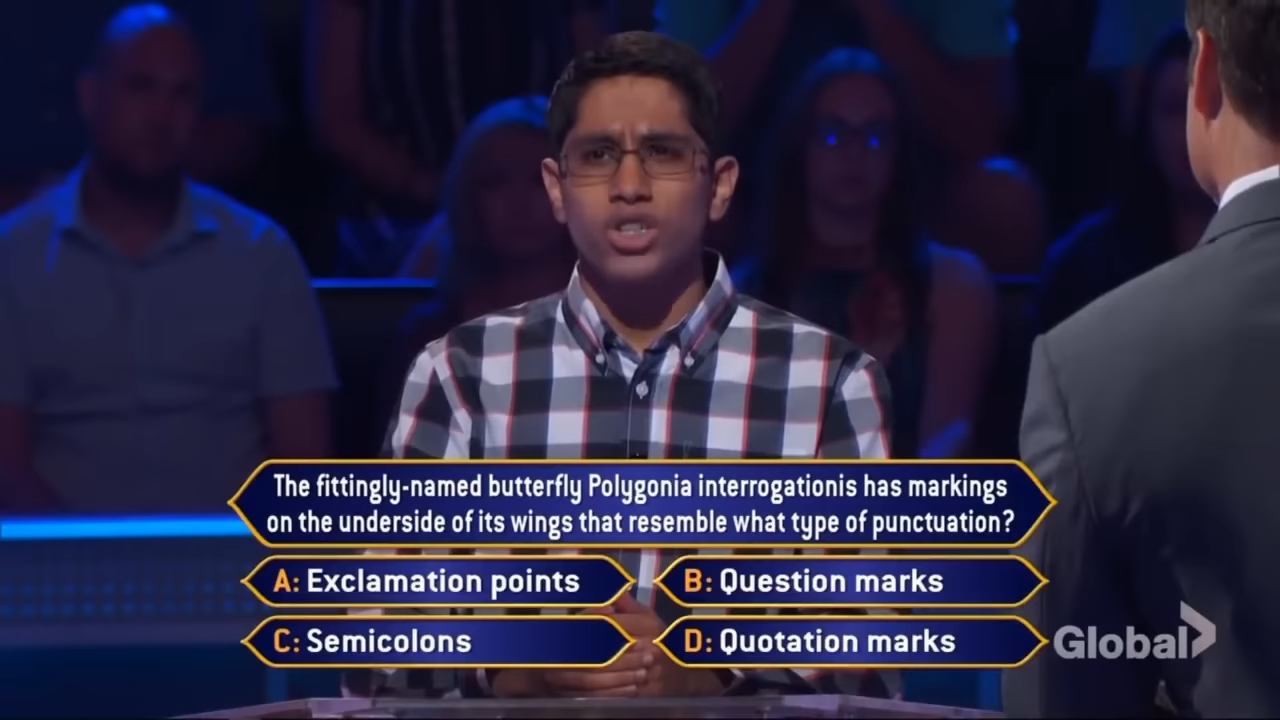 The fittingly-named butterfly Polygonia interrogationis has markings
on the underside of its wings that resemble what type of punctuation?
A: Exclamation points
B: Question marks
C: Semicolons
D: Quotation marks
Global